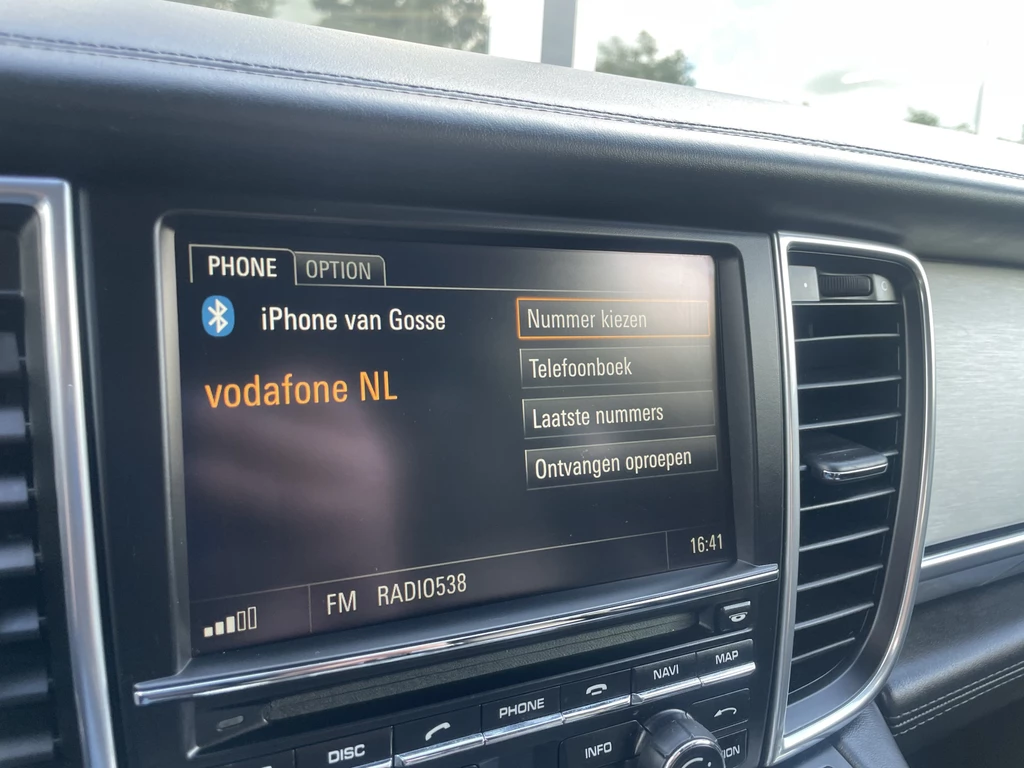 PHONE OPTION
iPhone van Gosse
vodafone NL
Nummer kiezen
Telefoonboek
Laatste nummers
Ontvangen oproepen
FM RADIO538
16:41
DISC
PHONE
NAVI
MAP
INFO